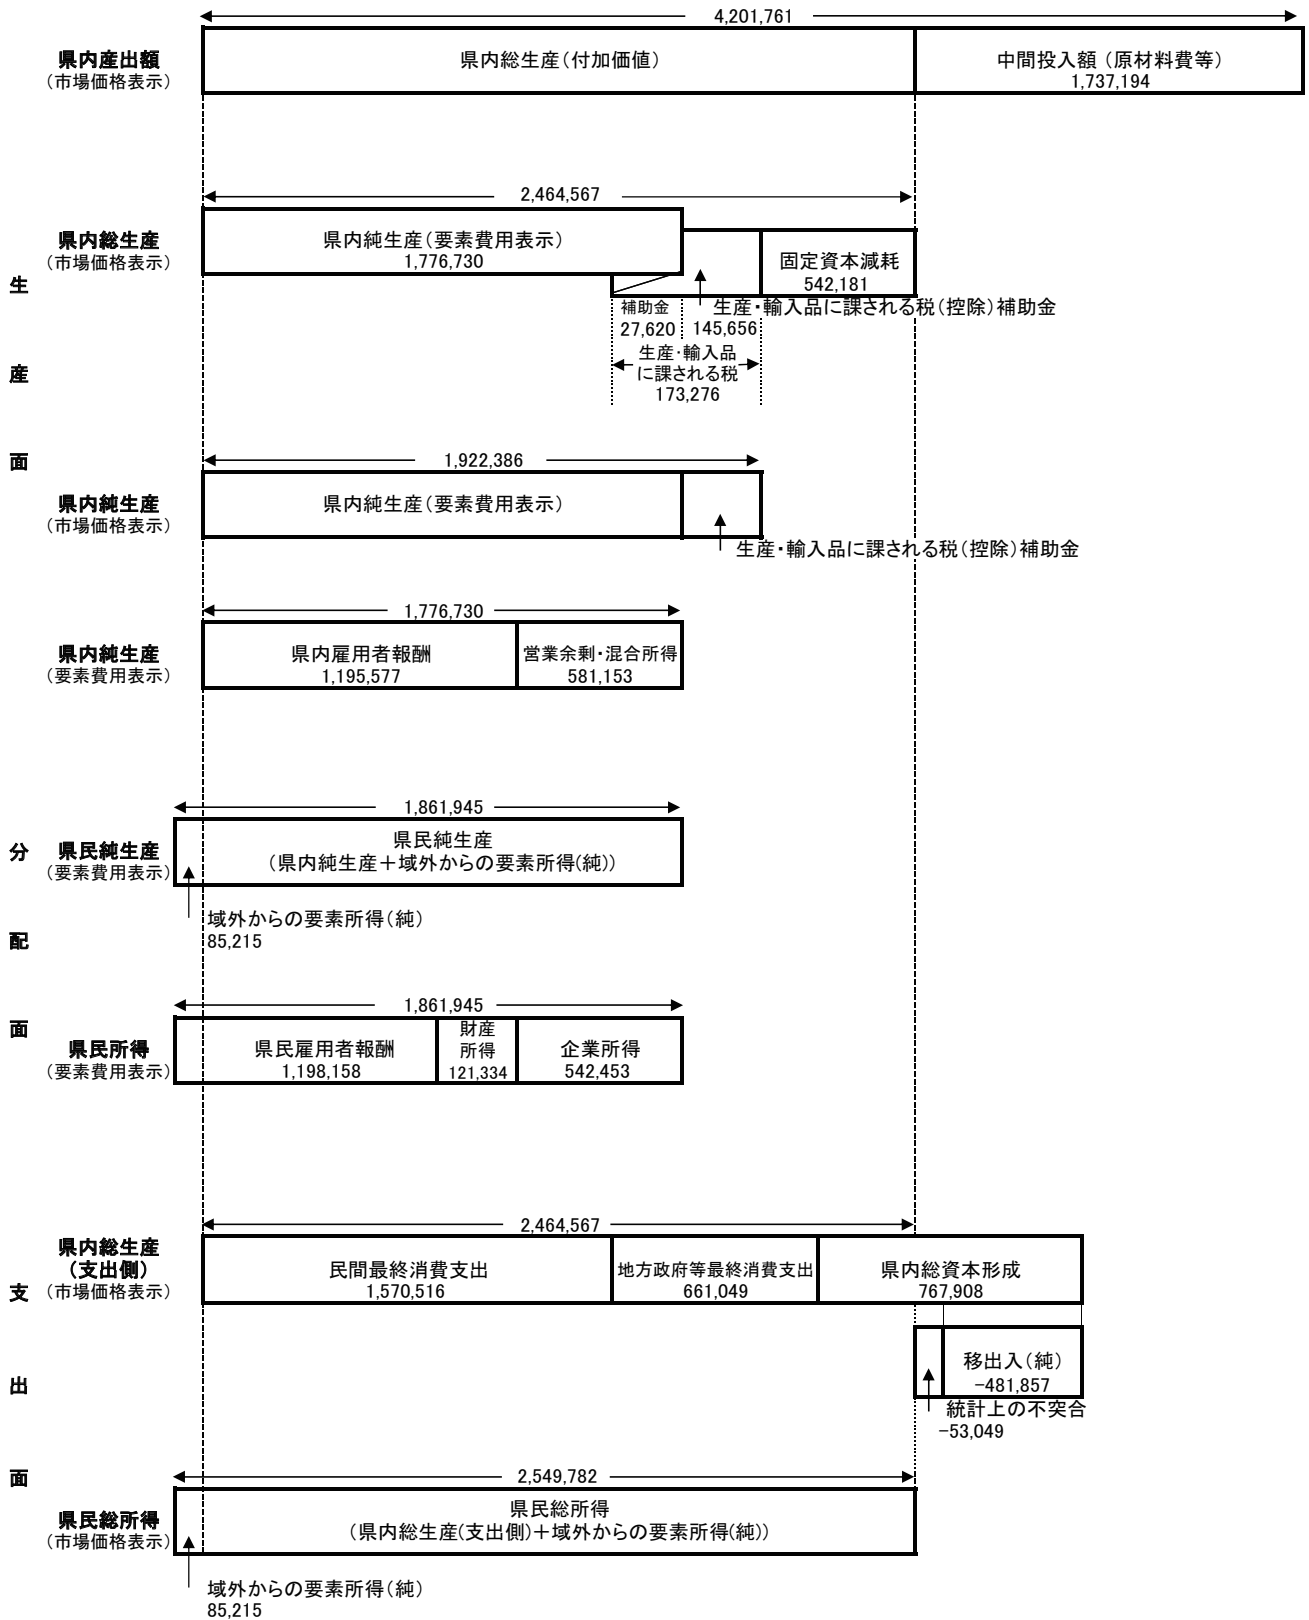 4,201,761
県内産出額
(市場価格表示)
県内総生産(付加価値)
中間投入額(原材料費等)
1,737,194
2,464,567
県内総生産
(市場価格表示)
県内純生産(要素費用表示)
1,776,730
固定資本減耗
542,181
生産・輸入品に課される税(控除)補助金
補助金
27,620
145,656
生産・輸入品
に課される税
173,276
生
産
面
1,922,386
県内純生産
(市場価格表示)
県内純生産(要素費用表示)
生産・輸入品に課される税(控除)補助金
1,776,730
県内純生産
(要素費用表示)
県内雇用者報酬
1,195,577
営業余剰・混合所得
581,153
1,861,945
分
配
面
県民純生産
(要素費用表示)
県民純生産
(県内純生産+域外からの要素所得(純))
域外からの要素所得(純)
85,215
1,861,945
県民所得
(要素費用表示)
県民雇用者報酬
1,198,158
財産
所得
121,334
企業所得
542,453
2,464,567
県内総生産
(支出側)
(市場価格表示)
民間最終消費支出
1,570,516
地方政府等最終消費支出
661,049
県内総資本形成
767,908
支
出
面
移出入(純)
-481,857
統計上の不突合
-53,049
2,549,782
県民総所得
(市場価格表示)
県民総所得
(県内総生産(支出側)+域外からの要素所得(純))
域外からの要素所得(純)
85,215